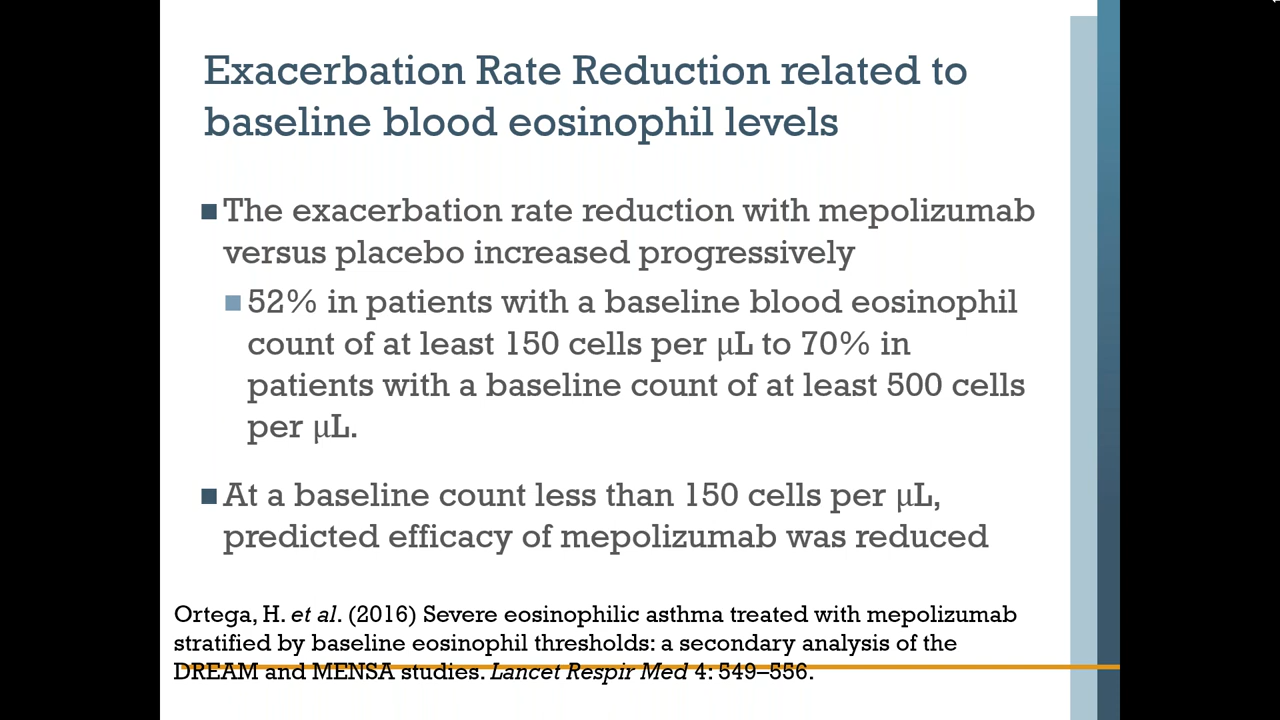 Exacerbation Rate Reduction related to
baseline blood eosinophil levels
The exacerbation rate reduction with mepolizumab
versus placebo increased progressively
52% in patients with a baseline blood eosinophil
count of at least 150 cells per µL to 70% in
patients with a baseline count of at least 500 cells
per µL.
At a baseline count less than 150 cells per µL,
predicted efficacy of mepolizumab was reduced
Ortega, H. et al. (2016) Severe eosinophilic asthma treated with mepolizumab
stratified by baseline eosinophil thresholds: a secondary analysis of the
DREAM and MENSA studies. Lancet Respir Med 4: 549–556.